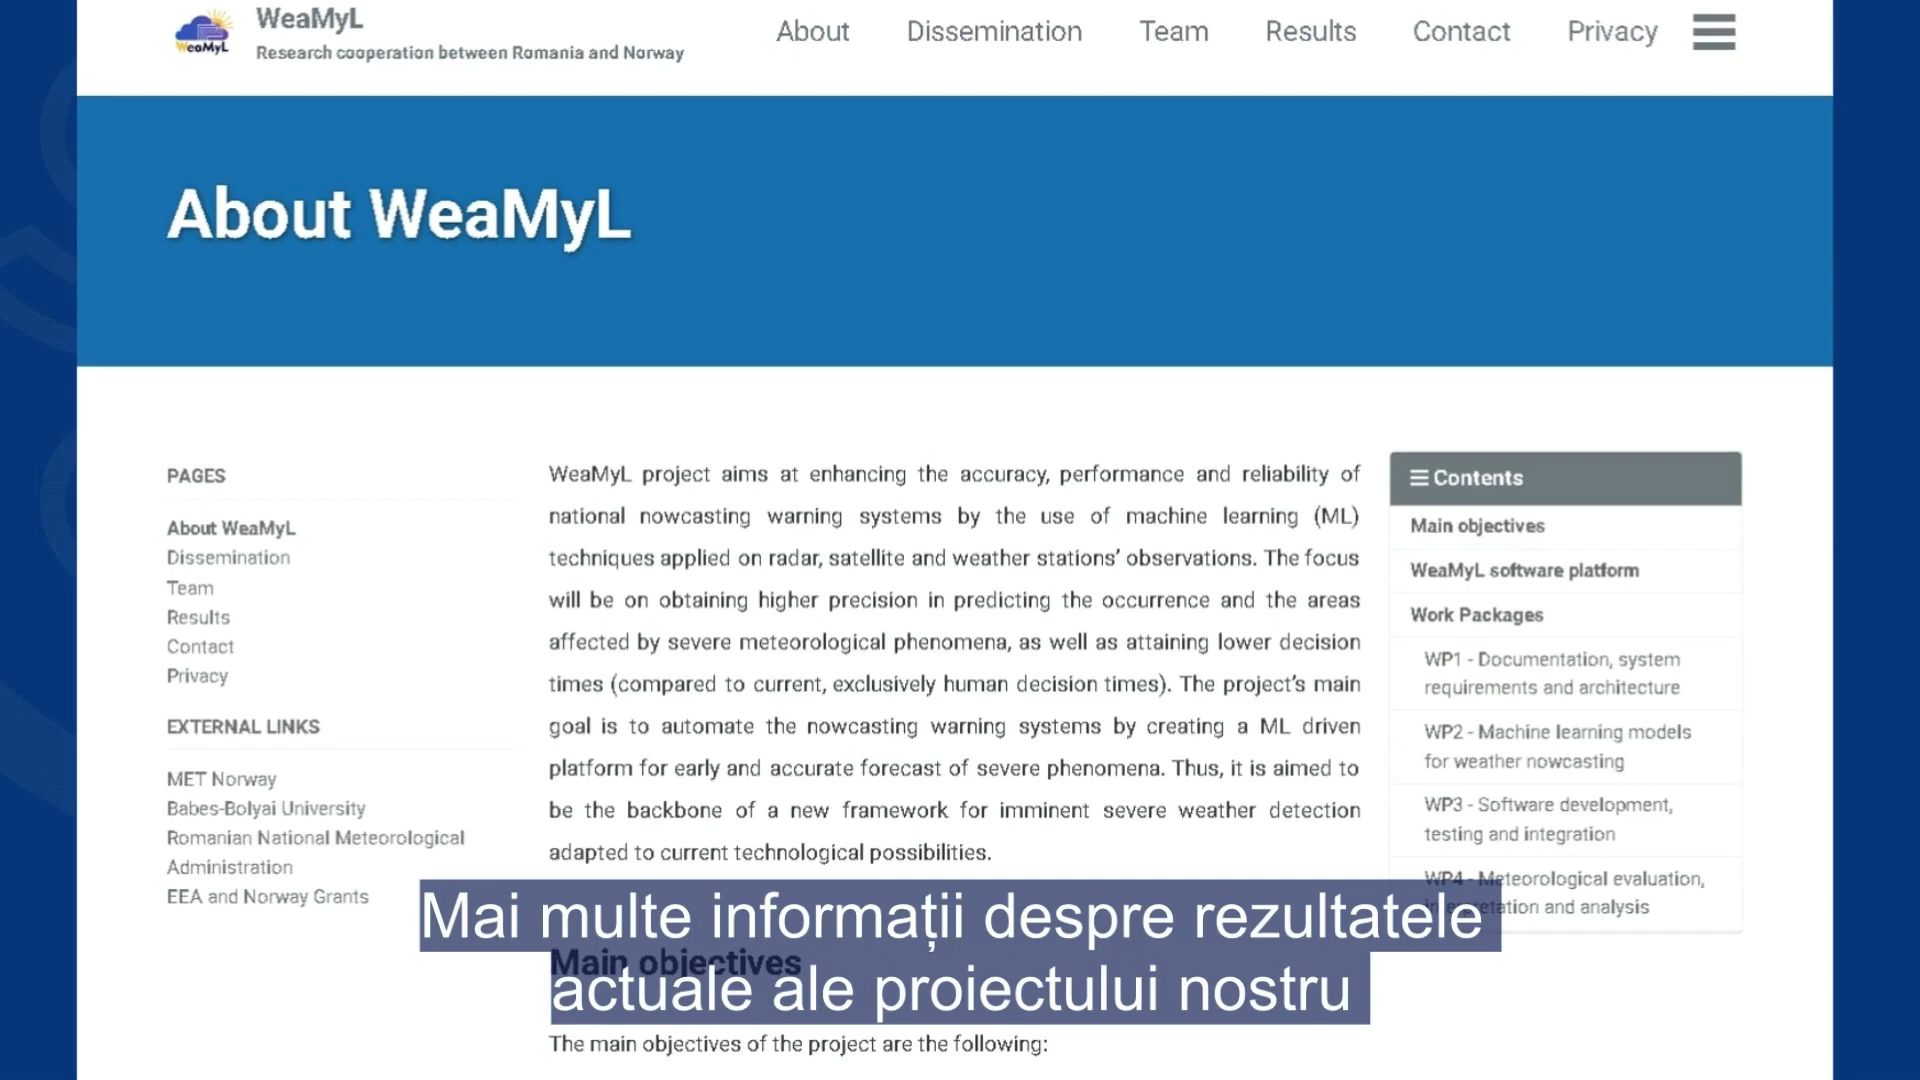 WeaMyL
WeaMyL
Research cooperation between Romania and Norway
About
Dissemination
Team
Results
Contact
Privacy
About WeaMyL
PAGES
About WeaMyL
Dissemination
Team
Results
Contact
Privacy
EXTERNAL LINKS
MET Norway
Babes-Bolyai University
Romanian National Meteorological
Administration
EEA and Norway Grants
WeaMyL project aims at enhancing the accuracy, performance and reliability of
national nowcasting warning systems by the use of machine learning (ML)
techniques applied on radar, satellite and weather stations’ observations. The focus
will be on obtaining higher precision in predicting the occurrence and the areas
affected by severe meteorological phenomena, as well as attaining lower decision
times (compared to current, exclusively human decision times). The project’s main
goal is to automate the nowcasting warning systems by creating a ML driven
platform for early and accurate forecast of severe phenomena. Thus, it is aimed to
be the backbone of a new framework for imminent severe weather detection
adapted to current technological possibilities.
Main objectives
The main objectives of the project are the following:
Contents
Main objectives
WeaMyL software platform
Work Packages
WP1 - Documentation, system
requirements and architecture
WP2 - Machine learning models
for weather nowcasting
WP3 - Software development,
testing and integration
WP4 - Meteorological evaluation,
interpretation and analysis
Mai multe informații despre rezultatele
actuale ale proiectului nostru